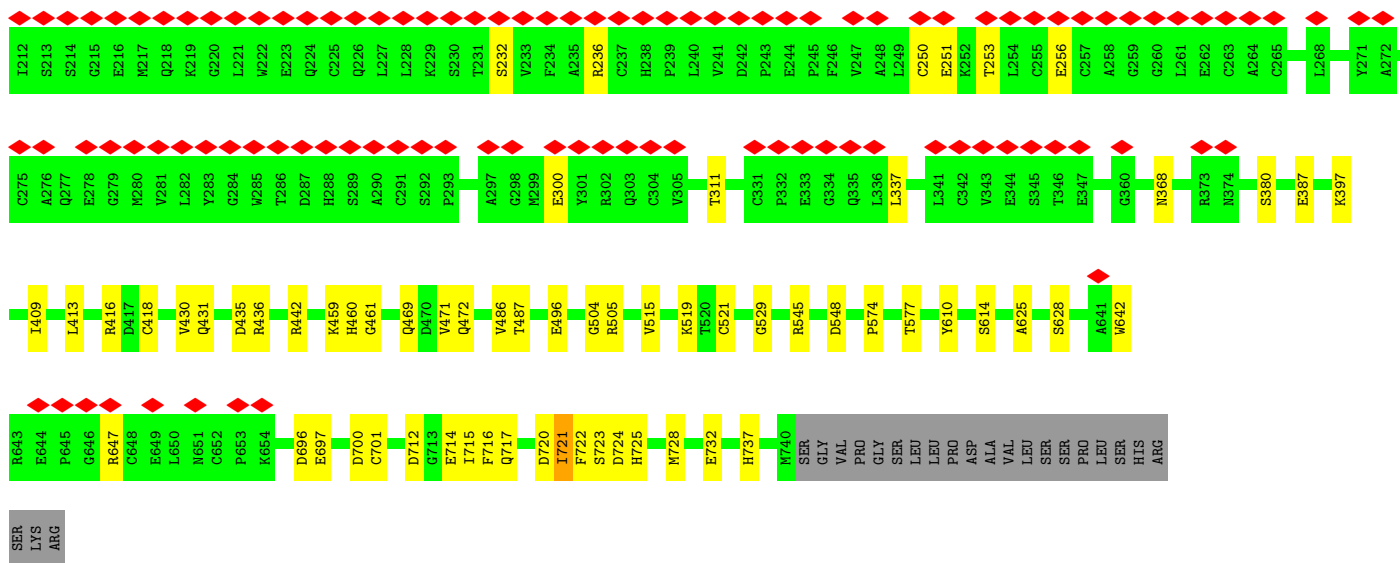 I212 S213 S214 G215 E216 M217 Q218 K219 G220 L221 W222 E223 Q224 C225 Q226 L227 L228 K229 S230 T231 S232 V233 F234 A235 R236 C237 H238 P239 L240 V241 D242 P243 E244 P245 F246 V247 A248 L249 C250 E251 K252 T253 L254 C255 E256 C257 A258 G259 G260 L261 E262 C263 A264 C265 L268 Y271 A272
C275 A276 Q277 E278 G279 M280 V281 L282 Y283 G284 W285 T286 D287 H288 S289 A290 C291 S292 P293 A297 G298 M299 E300 Y301 R302 Q303 C304 V305 T311 C331 P332 E333 G334 Q335 L336 L337 L341 C342 V343 E344 S345 T346 E347 G360 N368 R373 N374 S380 E387 K397
I409 L413 R416 D417 C418 V430 Q431 D435 R436 R442 K459 H460 G461 Q469 D470 V471 Q472 V486 T487 E496 G504 R505 V515 K519 T520 C521 G529 R545 D548 P574 T577 Y610 S614 A625 S628 A641 W642
R643 E644 P645 G646 R647 C648 E649 L650 N651 C652 P653 K654 D696 E697 D700 C701 D712 G713 E714 I715 F716 Q717 D720 I721 F722 S723 D724 H725 M728 E732 H737 M740 SER GLY VAL PRO GLY SER LEU LEU PRO ASP ALA VAL LEU SER SER PRO LEU SER HIS ARG
SER LYS ARG